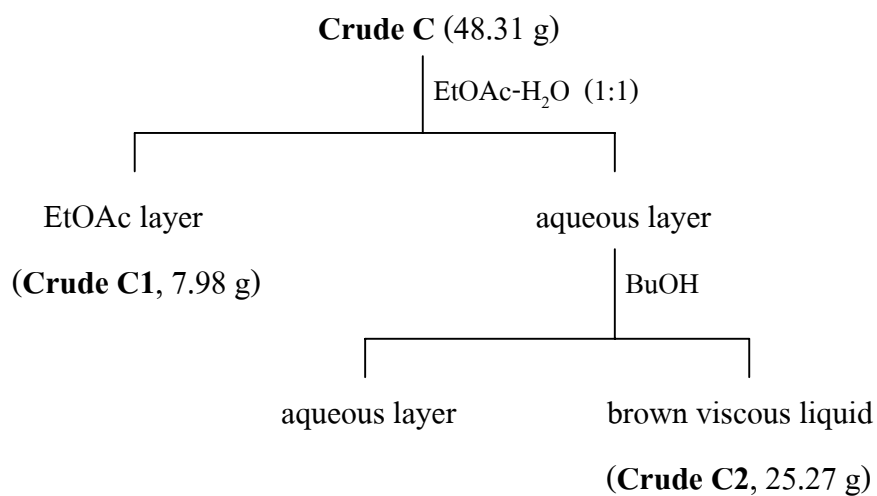 Crude C (48.31 g)
EtOAc-H₂O (1:1)
EtOAc layer
aqueous layer
(Crude C1, 7.98 g)
BuOH
aqueous layer
brown viscous liquid
(Crude C2, 25.27 g)